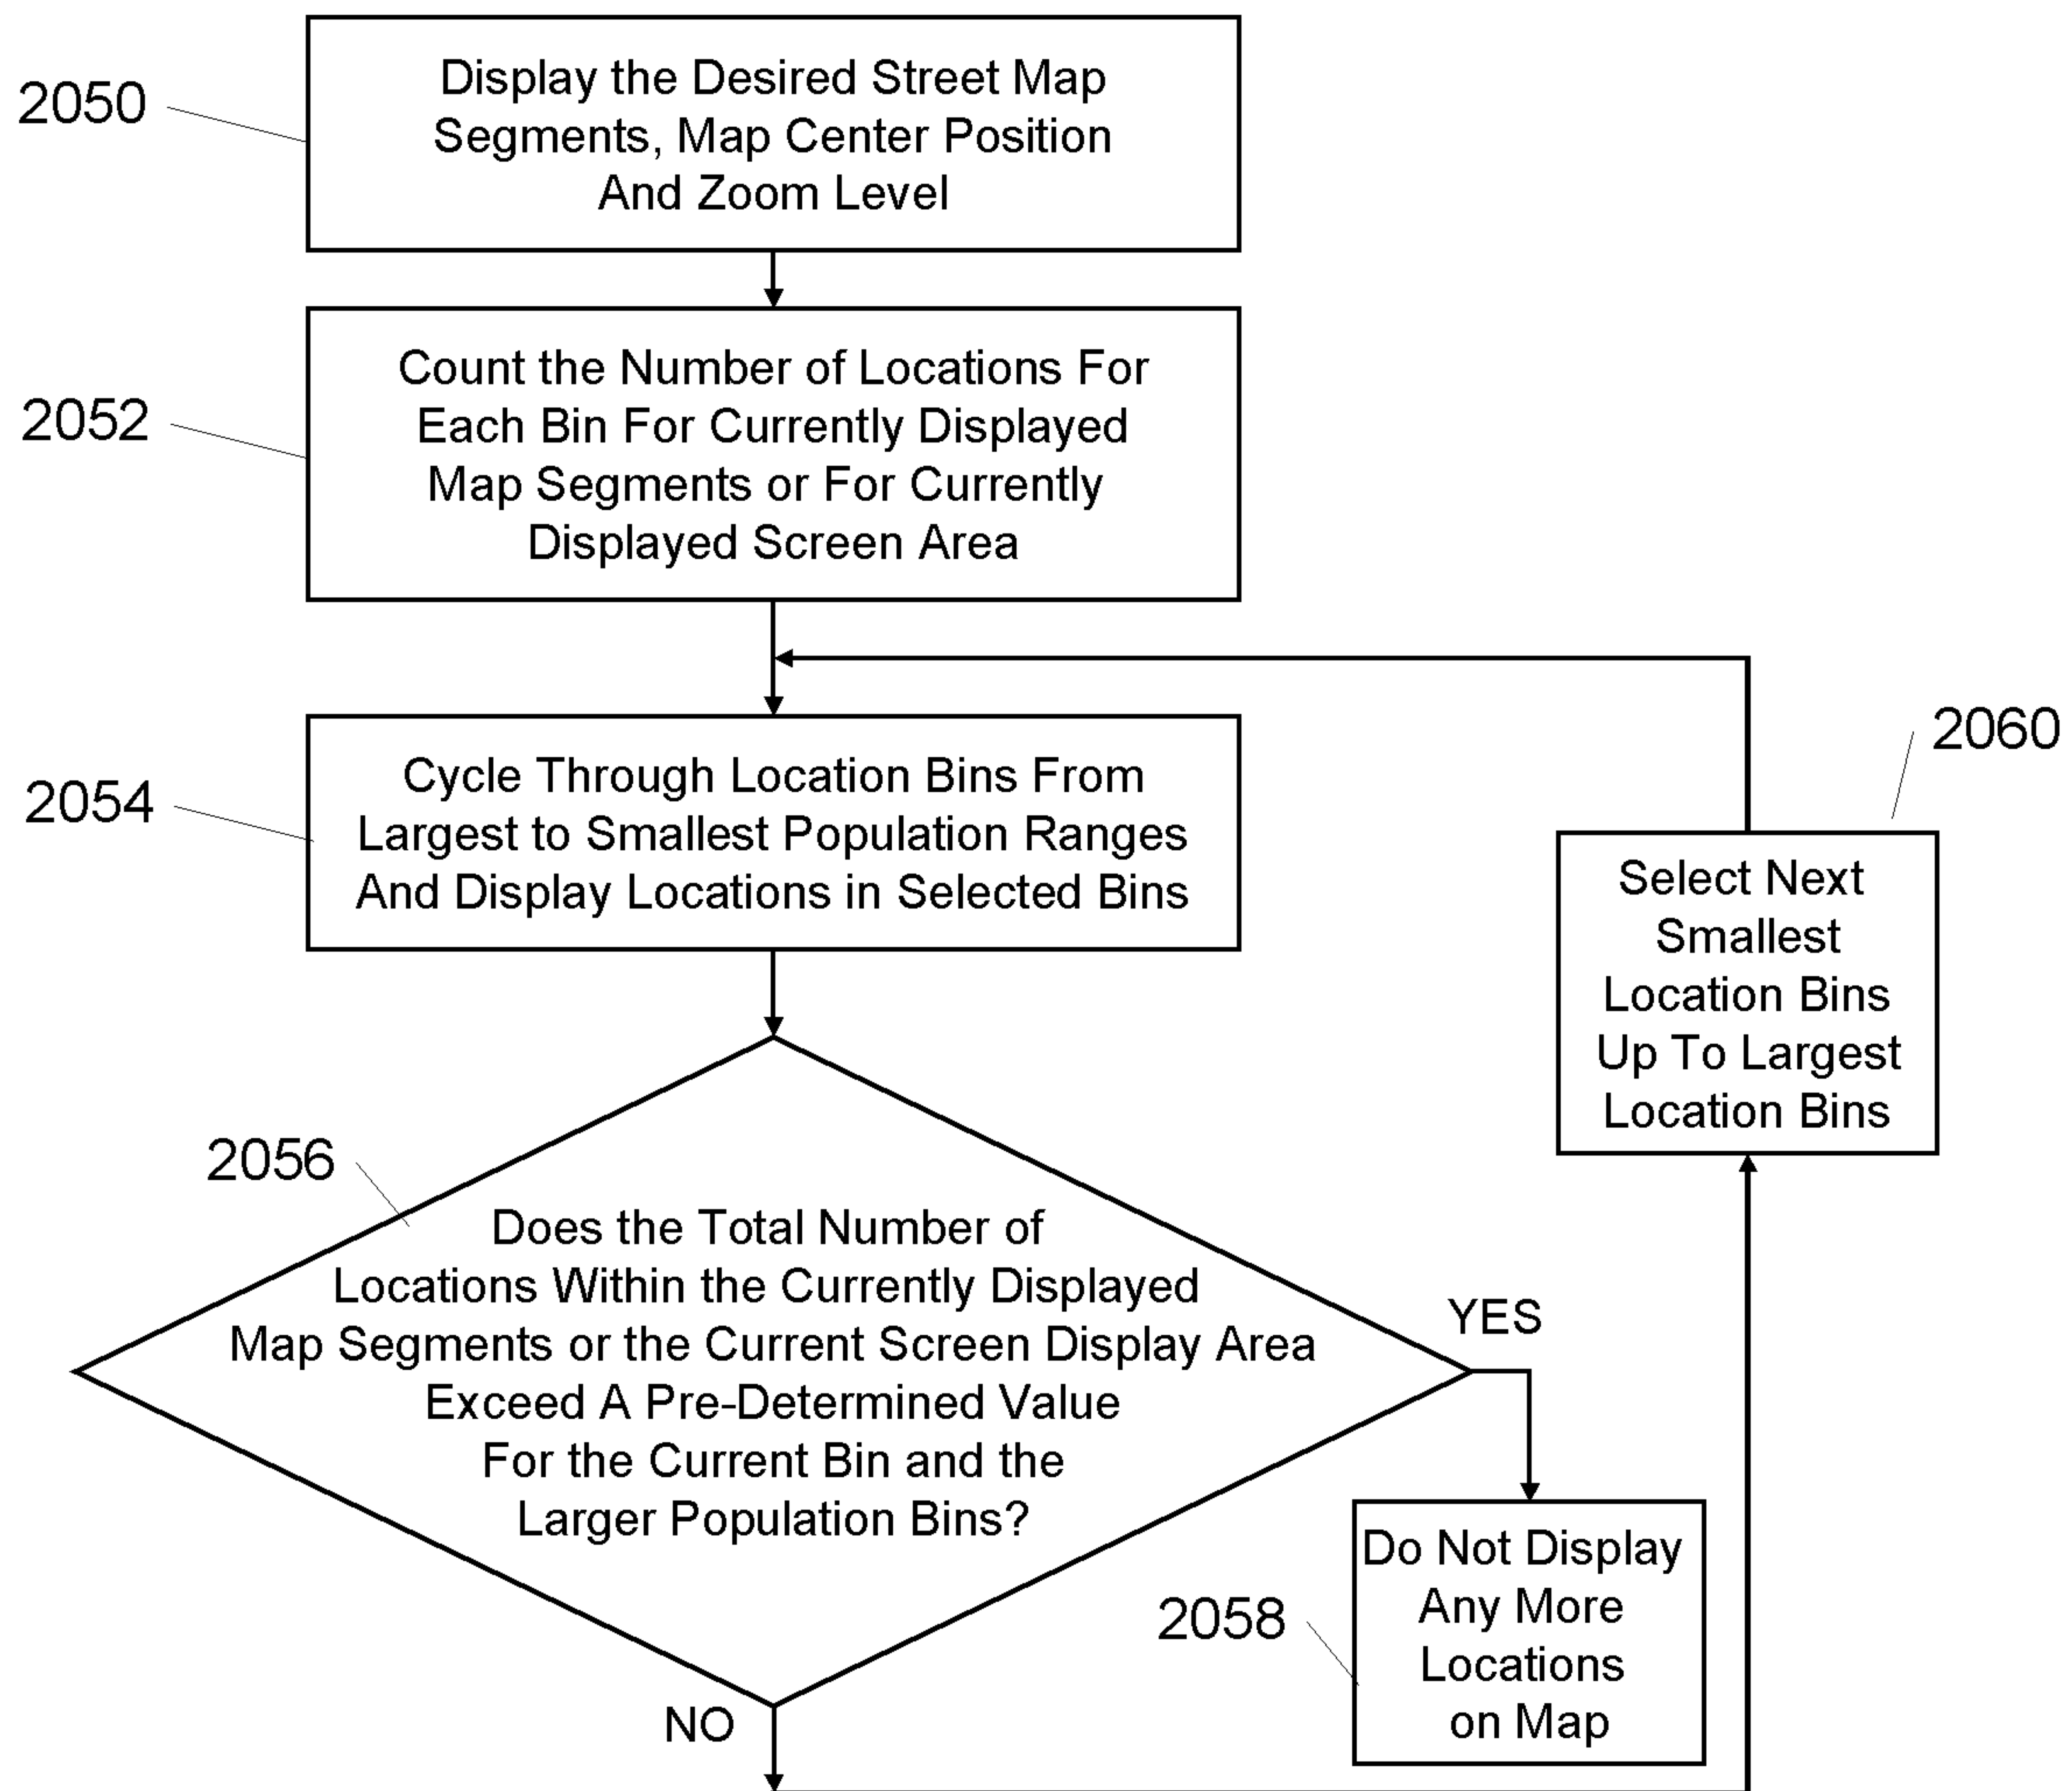 2050
Display the Desired Street Map
Segments, Map Center Position
And Zoom Level
2052
Count the Number of Locations For
Each Bin For Currently Displayed
Map Segments or For Currently
Displayed Screen Area
2054
Cycle Through Location Bins From
Largest to Smallest Population Ranges
And Display Locations in Selected Bins
2060
Select Next
Smallest
Location Bins
Up To Largest
Location Bins
2056
Does the Total Number of
Locations Within the Currently Displayed
Map Segments or the Current Screen Display Area
Exceed A Pre-Determined Value
For the Current Bin and the
Larger Population Bins?
YES
NO
2058
Do Not Display
Any More
Locations
on Map